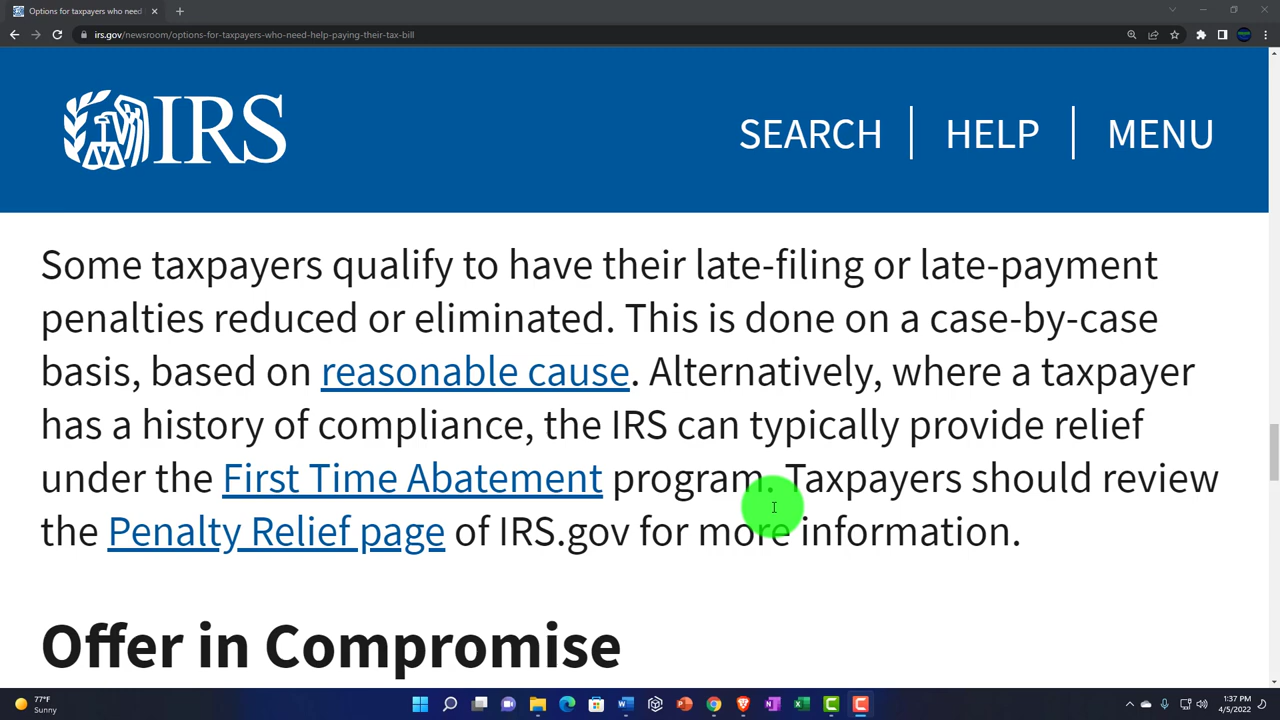 Options for taxpayers who need
irs.gov/newsroom/options-for-taxpayers-who-need-help-paying-their-tax-bill
IRS
SEARCH
HELP
MENU
Some taxpayers qualify to have their late-filing or late-payment
penalties reduced or eliminated. This is done on a case-by-case
basis, based on reasonable cause. Alternatively, where a taxpayer
has a history of compliance, the IRS can typically provide relief
under the First Time Abatement program. Taxpayers should review
the Penalty Relief page of IRS.gov for more information.
Offer in Compromise
77°F
Sunny
1:37 PM
4/5/2022